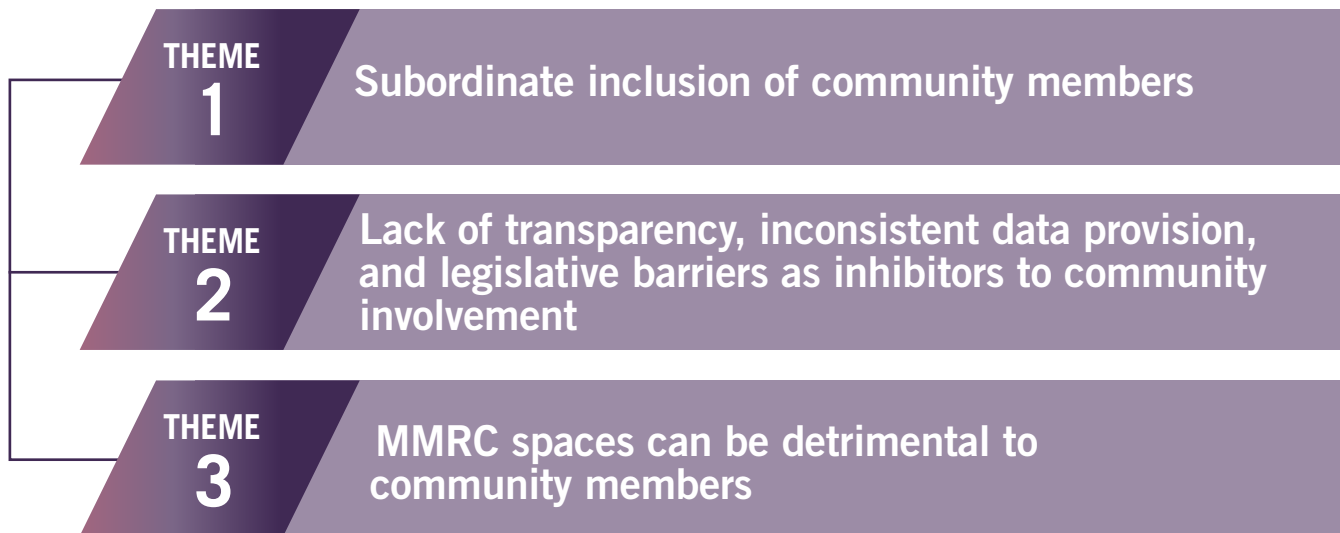 THEME
1
Subordinate inclusion of community members
THEME
2
Lack of transparency, inconsistent data provision,
and legislative barriers as inhibitors to community
involvement
THEME
3
MMRC spaces can be detrimental to
community members